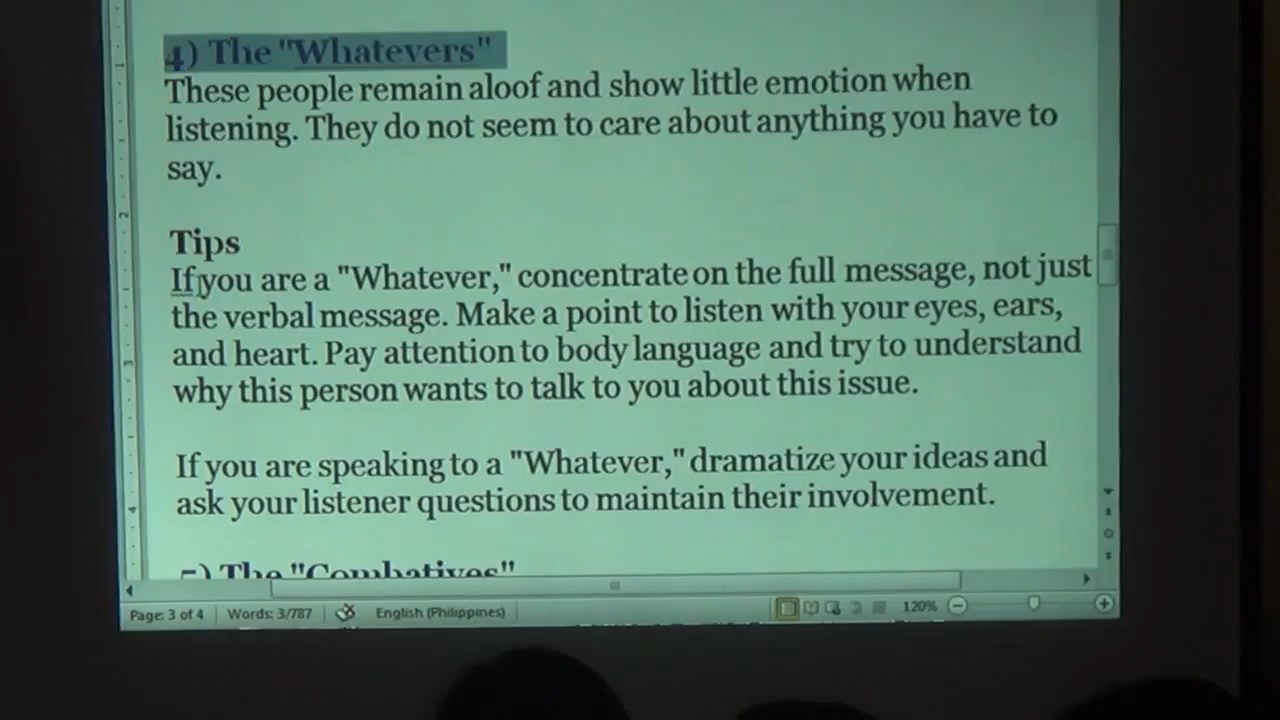 4) The "Whatevers"
These people remain aloof and show little emotion when
listening. They do not seem to care about anything you have to
say.
Tips
If you are a "Whatever," concentrate on the full message, not just
the verbal message. Make a point to listen with your eyes, ears,
and heart. Pay attention to body language and try to understand
why this person wants to talk to you about this issue.
If you are speaking to a "Whatever," dramatize your ideas and
ask your listener questions to maintain their involvement.
5) The "Combatives"
Page: 3 of 4 Words: 3/787 English (Philippines) 120%